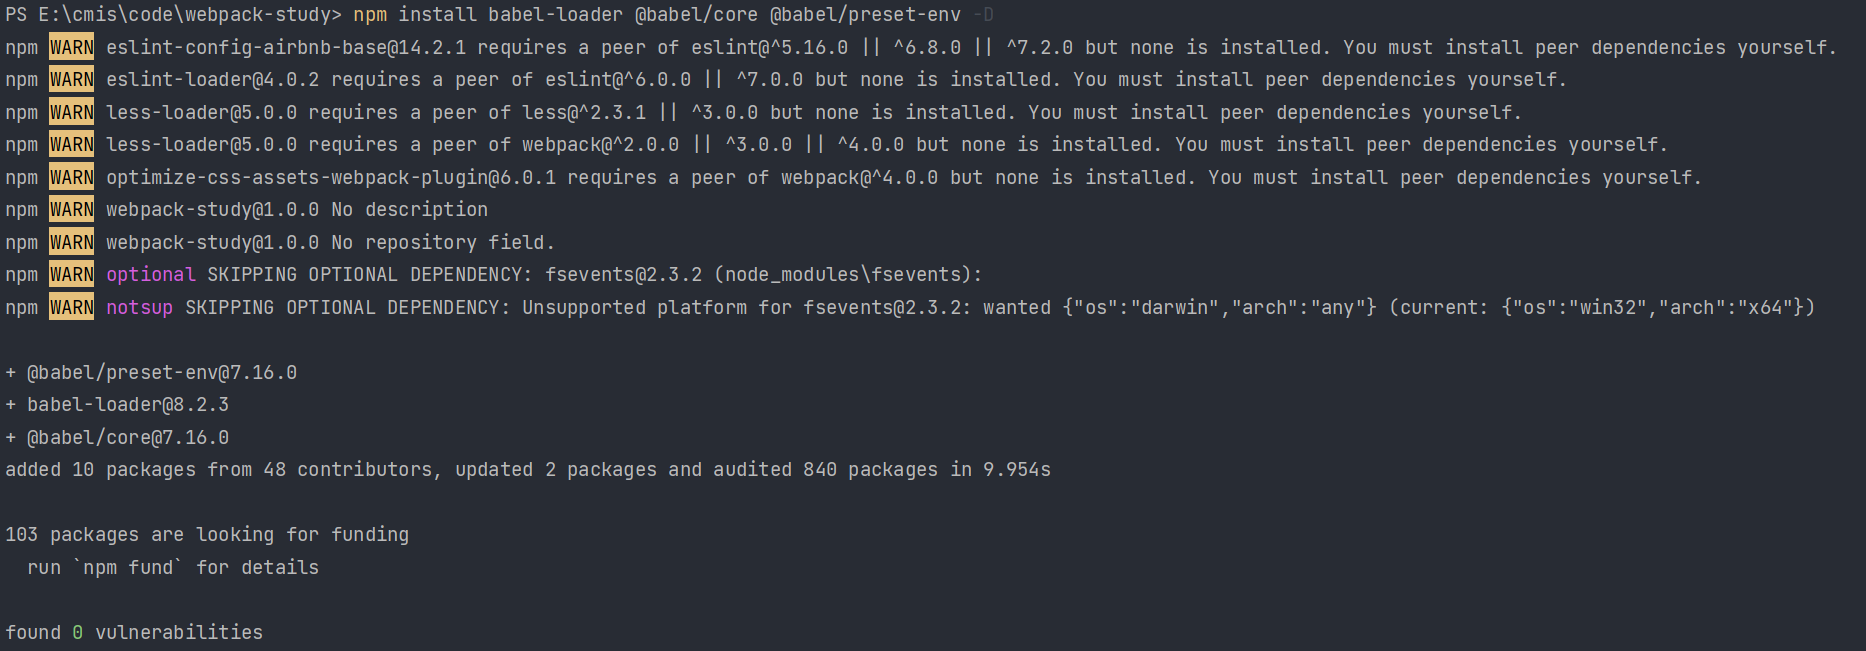 PS E:\cmis\code\webpack-study> npm install babel-loader @babel/core @babel/preset-env -D
npm WARN eslint-config-airbnb-base@14.2.1 requires a peer of eslint@^5.16.0 || ^6.8.0 || ^7.2.0 but none is installed. You must install peer dependencies yourself.
npm WARN eslint-loader@4.0.2 requires a peer of eslint@^6.0.0 || ^7.0.0 but none is installed. You must install peer dependencies yourself.
npm WARN less-loader@5.0.0 requires a peer of less@^2.3.1 || ^3.0.0 but none is installed. You must install peer dependencies yourself.
npm WARN less-loader@5.0.0 requires a peer of webpack@^2.0.0 || ^3.0.0 || ^4.0.0 but none is installed. You must install peer dependencies yourself.
npm WARN optimize-css-assets-webpack-plugin@6.0.1 requires a peer of webpack@^4.0.0 but none is installed. You must install peer dependencies yourself.
npm WARN webpack-study@1.0.0 No description
npm WARN webpack-study@1.0.0 No repository field.
npm WARN optional SKIPPING OPTIONAL DEPENDENCY: fsevents@2.3.2 (node_modules\fsevents):
npm WARN notsup SKIPPING OPTIONAL DEPENDENCY: Unsupported platform for fsevents@2.3.2: wanted {"os":"darwin","arch":"any"} (current: {"os":"win32","arch":"x64"})
+ @babel/preset-env@7.16.0
+ babel-loader@8.2.3
+ @babel/core@7.16.0
added 10 packages from 48 contributors, updated 2 packages and audited 840 packages in 9.954s
103 packages are looking for funding
  run `npm fund` for details
found 0 vulnerabilities